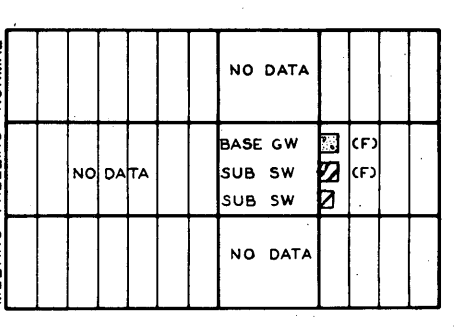 NO DATA
BASE GW (F)
NO DATA SUB SW (F)
SUB SW
NO DATA